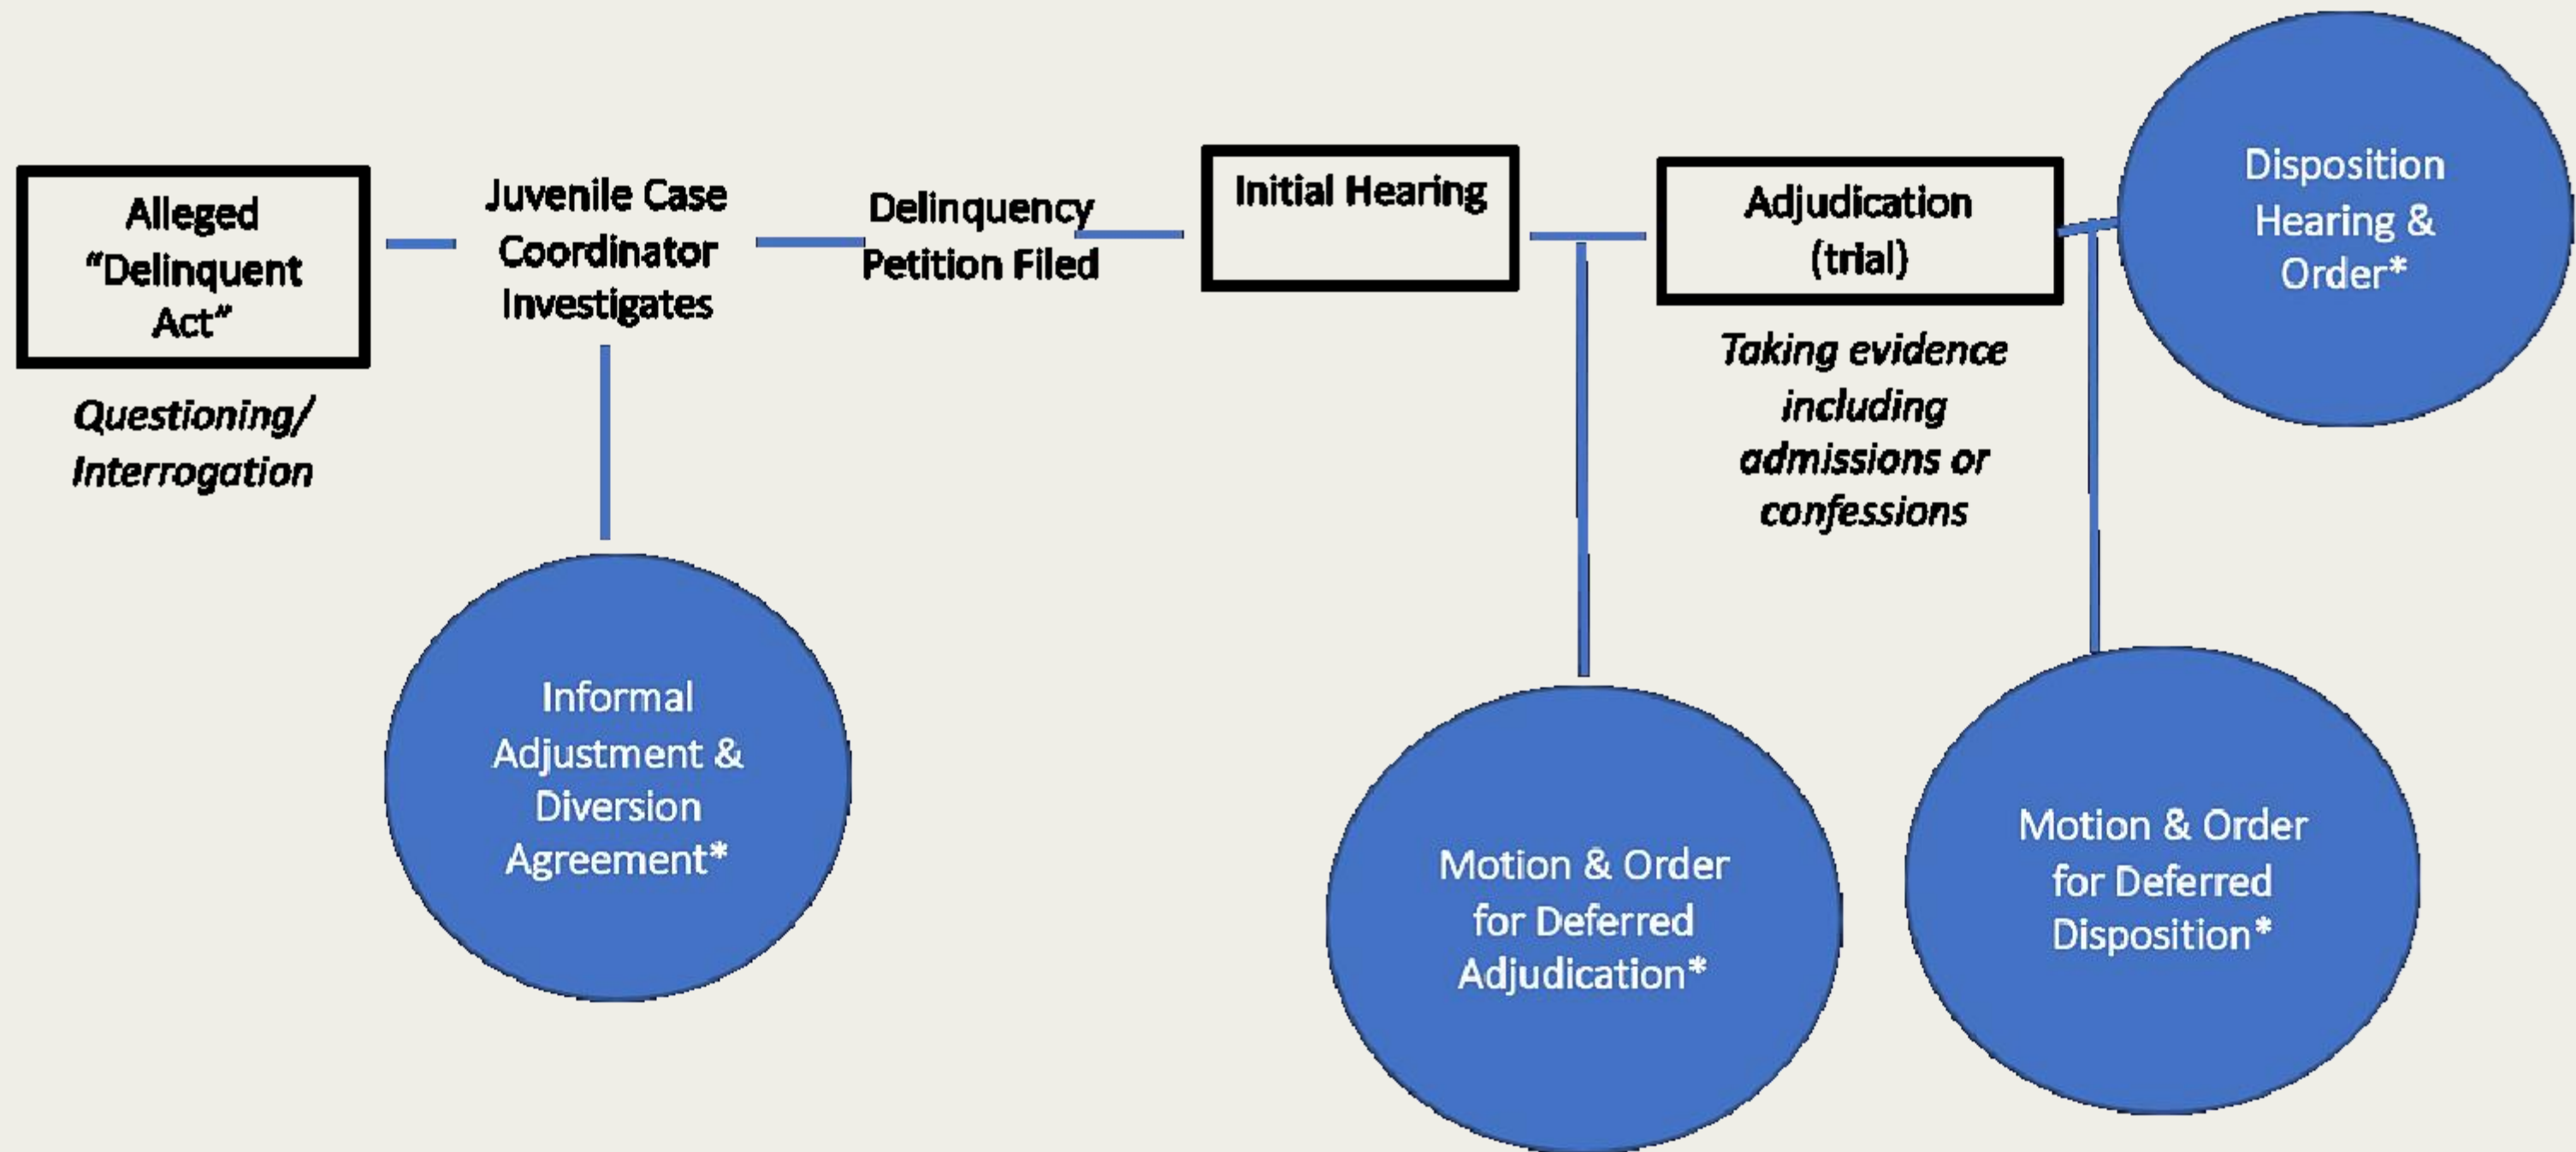 Alleged
“Delinquent
Act”
Questioning/
Interrogation
Juvenile Case
Coordinator
Investigates
Informal
Adjustment &
Diversion
Agreement*
Delinquency
Petition Filed
Initial Hearing
Motion & Order
for Deferred
Adjudication*
Adjudication
(trial)
Taking evidence
including
admissions or
confessions
Motion & Order
for Deferred
Disposition*
Disposition
Hearing &
Order*